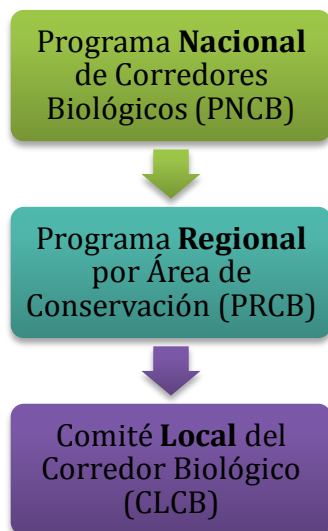 Programa Nacional
de Corredores
Biológicos (PNCB)
Programa Regional
por Área de
Conservación (PRCB)
Comité Local del
Corredor Biológico
(CLCB)